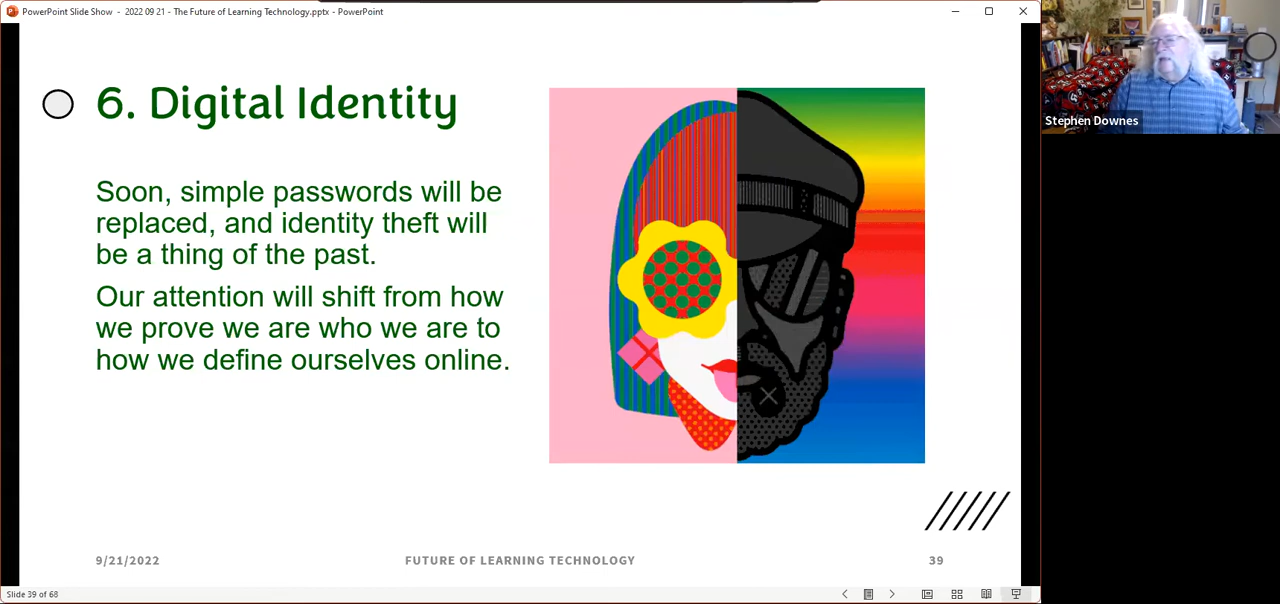 PowerPoint Slide Show - 2022 09 21 - The Future of Learning Technology.pptx - PowerPoint
6. Digital Identity
Soon, simple passwords will be
replaced, and identity theft will
be a thing of the past.
Our attention will shift from how
we prove we are who we are to
how we define ourselves online.
9/21/2022
FUTURE OF LEARNING TECHNOLOGY
39
Slide 39 of 68
Stephen Downes